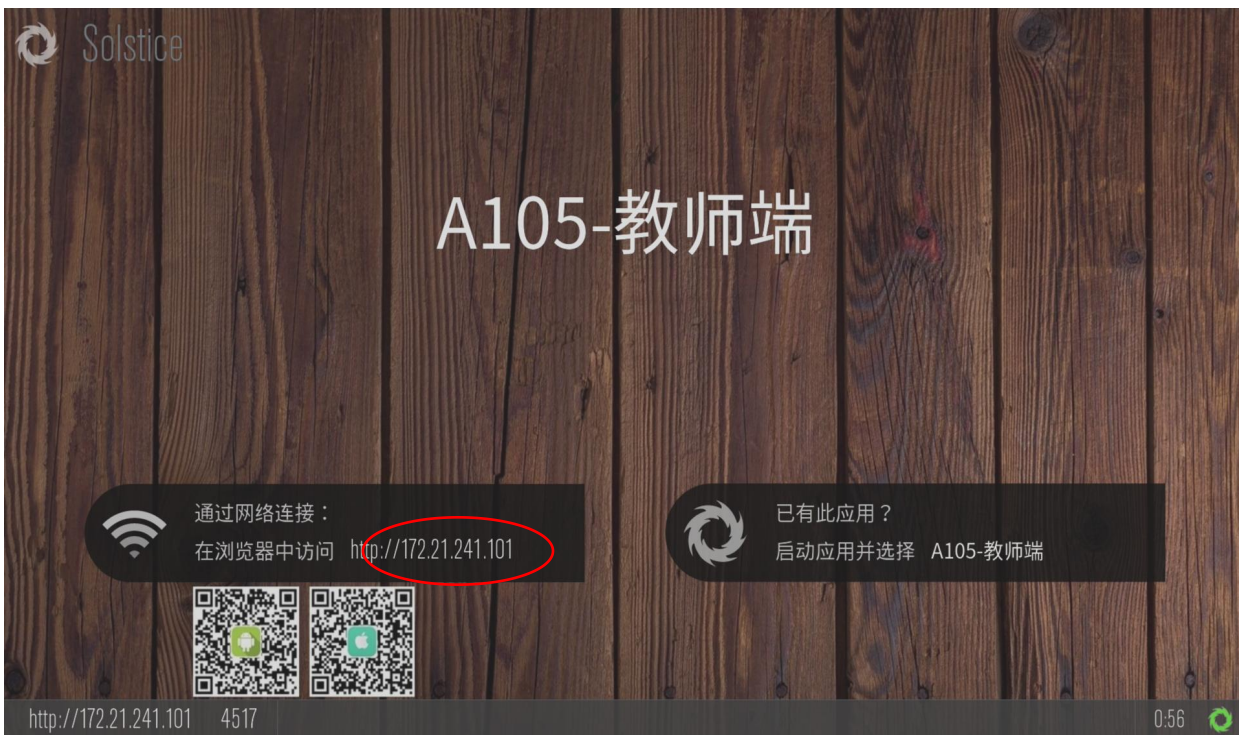 Solstice
A105-教师端
通过网络连接：
在浏览器中访问 http://172.21.241.101
已有此应用？
启动应用并选择 A105-教师端
http://172.21.241.101 4517
0:56